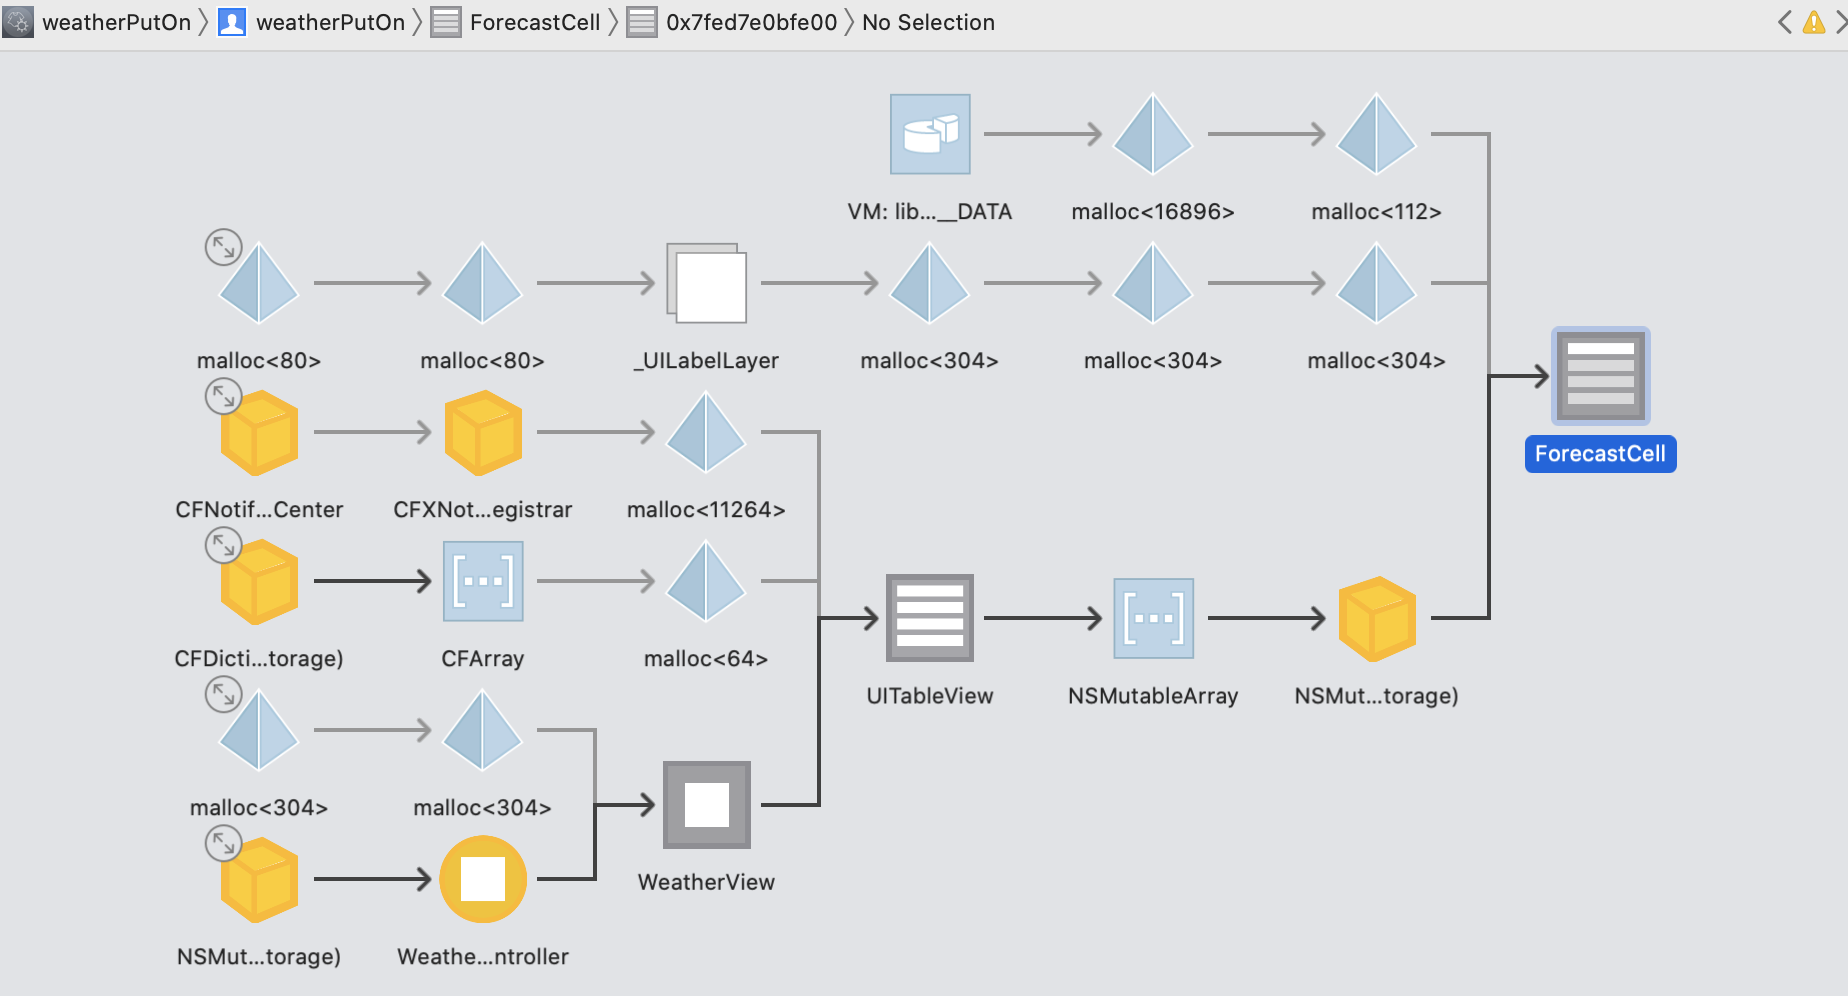 weatherPutOn weatherPutOn ForecastCell 0x7fed7e0bfe00 No Selection
VM: lib...__DATA malloc<16896> malloc<112>
malloc<80> malloc<80> _UILabelLayer malloc<304> malloc<304> malloc<304>
ForecastCell
CFNotif...Center CFXNot...egistrar malloc<11264>
CFDicti...torage) CFArray malloc<64>
UITableView NSMutableArray NSMut...torage)
malloc<304> malloc<304>
WeatherView
NSMut...torage) Weathe...ntroller